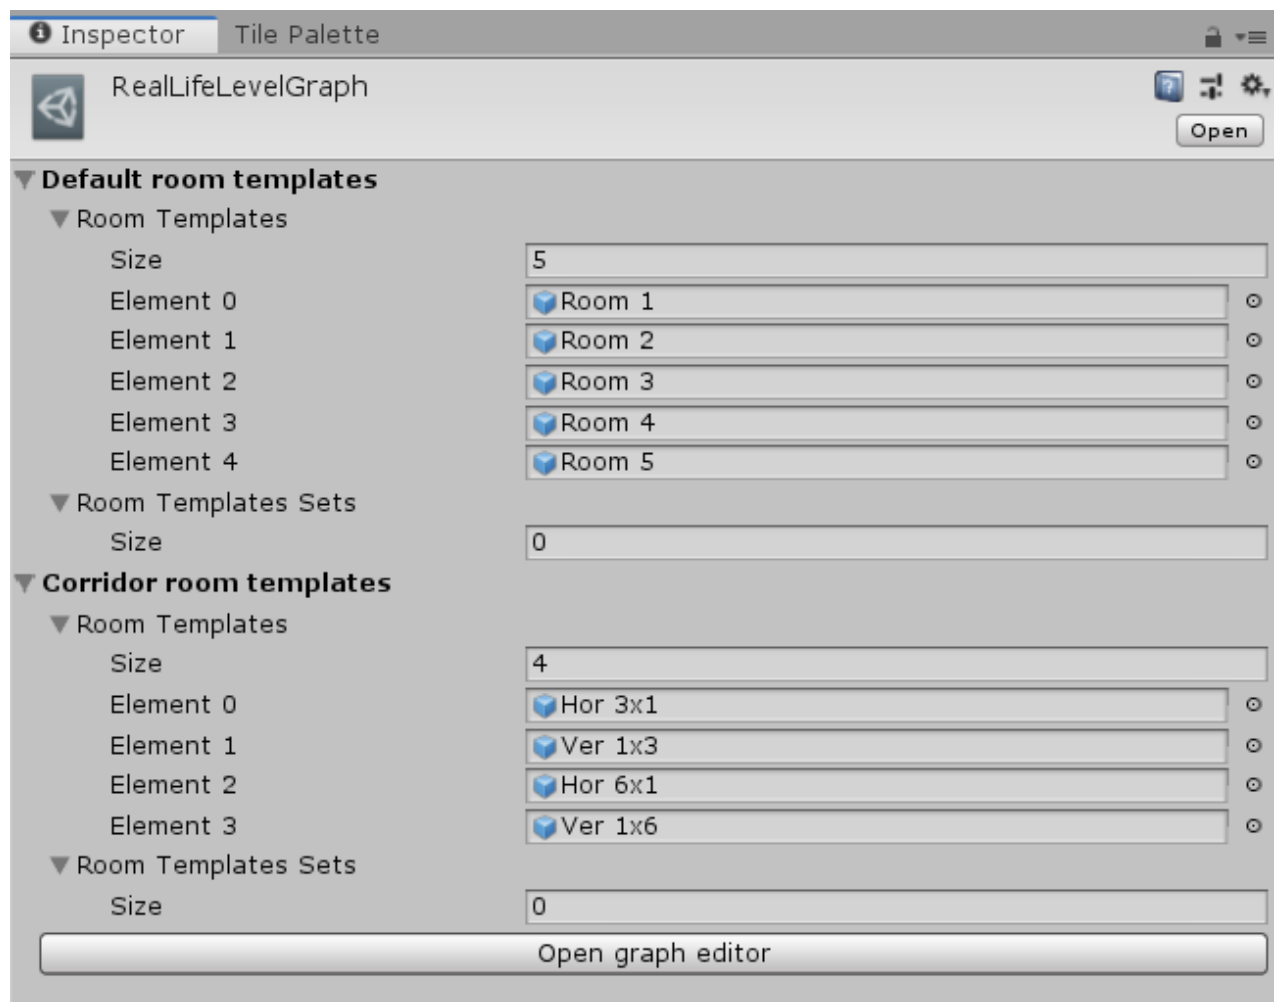 Inspector Tile Palette
RealLifeLevelGraph
Open
Default room templates
Room Templates
Size 5
Element 0 Room 1
Element 1 Room 2
Element 2 Room 3
Element 3 Room 4
Element 4 Room 5
Room Templates Sets
Size 0
Corridor room templates
Room Templates
Size 4
Element 0 Hor 3x1
Element 1 Ver 1x3
Element 2 Hor 6x1
Element 3 Ver 1x6
Room Templates Sets
Size 0
Open graph editor